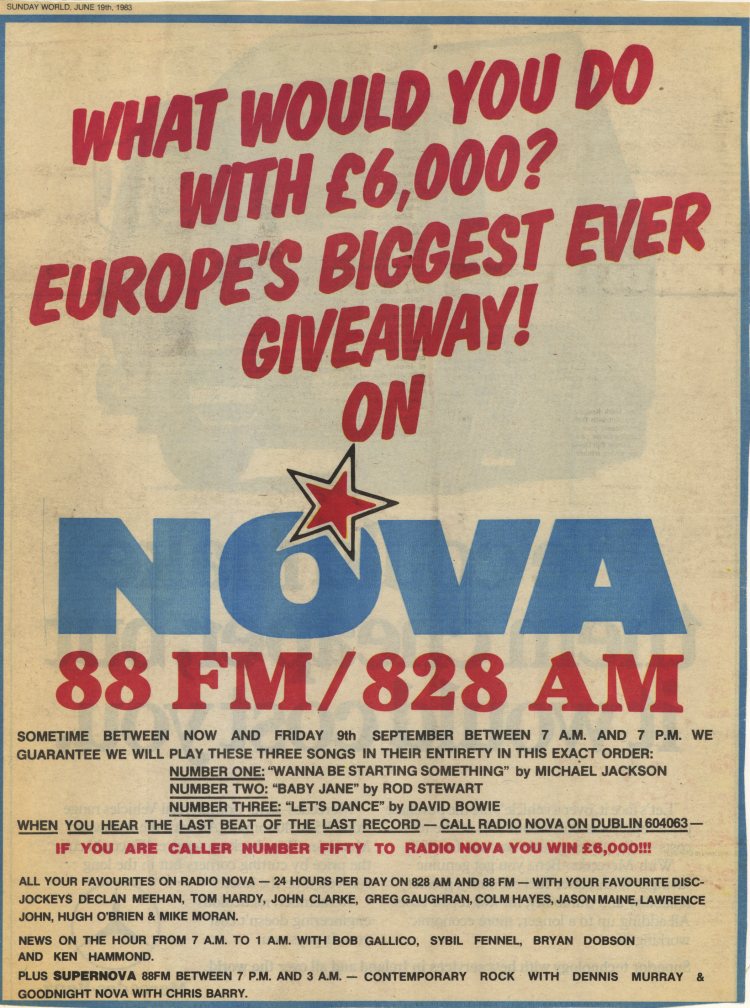 SUNDAY WORLD, JUNE 19th, 1983
WHAT WOULD YOU DO
WITH £6,000?
EUROPE'S BIGGEST EVER
GIVEAWAY!
ON
NOVA
88 FM/828 AM
SOMETIME BETWEEN NOW AND FRIDAY 9th SEPTEMBER BETWEEN 7 A.M. AND 7 P.M. WE
GUARANTEE WE WILL PLAY THESE THREE SONGS IN THEIR ENTIRETY IN THIS EXACT ORDER:
NUMBER ONE: "WANNA BE STARTING SOMETHING" by MICHAEL JACKSON
NUMBER TWO: "BABY JANE" by ROD STEWART
NUMBER THREE: "LET'S DANCE" by DAVID BOWIE
WHEN YOU HEAR THE LAST BEAT OF THE LAST RECORD — CALL RADIO NOVA ON DUBLIN 604063 —
IF YOU ARE CALLER NUMBER FIFTY TO RADIO NOVA YOU WIN £6,000!!!
ALL YOUR FAVOURITES ON RADIO NOVA — 24 HOURS PER DAY ON 828 AM AND 88 FM — WITH YOUR FAVOURITE DISC-
JOCKEYS DECLAN MEEHAN, TOM HARDY, JOHN CLARKE, GREG GAUGHRAN, COLM HAYES, JASON MAINE, LAWRENCE
JOHN, HUGH O'BRIEN & MIKE MORAN.
NEWS ON THE HOUR FROM 7 A.M. TO 1 A.M. WITH BOB GALLICO, SYBIL FENNEL, BRYAN DOBSON
AND KEN HAMMOND.
PLUS SUPERNOVA 88FM BETWEEN 7 P.M. AND 3 A.M. — CONTEMPORARY ROCK WITH DENNIS MURRAY &
GOODNIGHT NOVA WITH CHRIS BARRY.